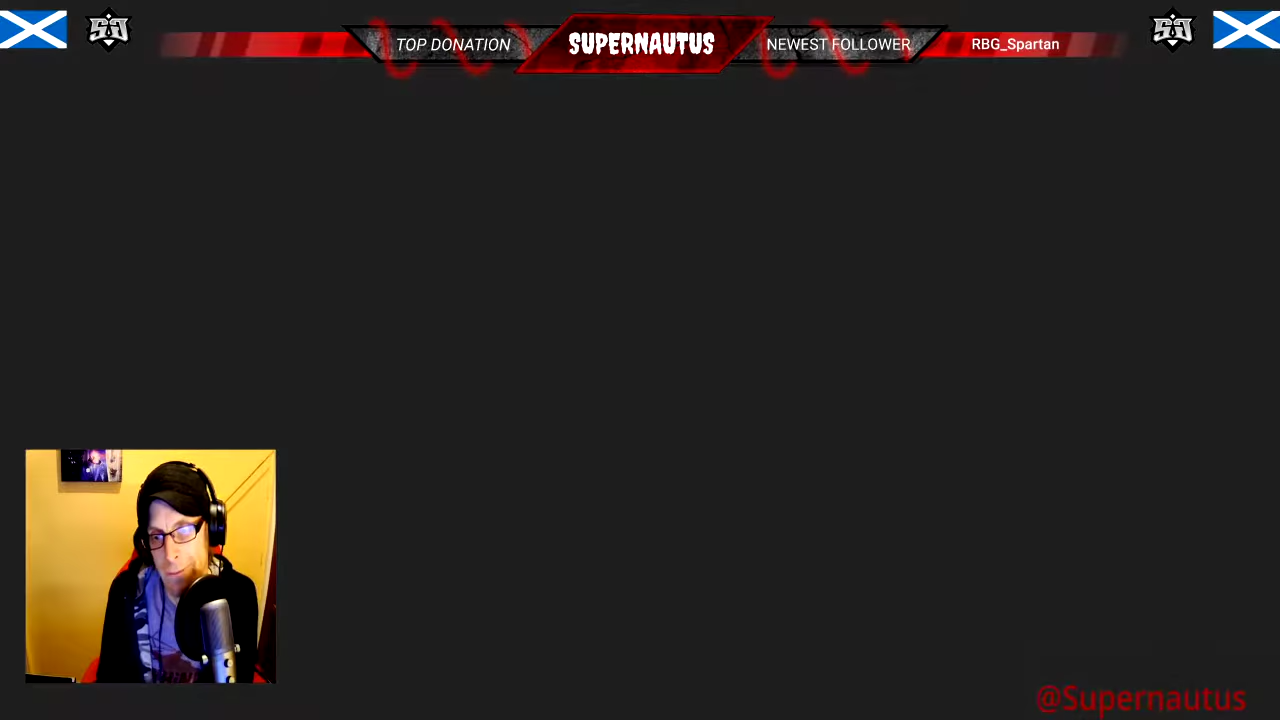 TOP DONATION
SUPERNAUTUS
NEWEST FOLLOWER
RBG_Spartan
@Supernautus